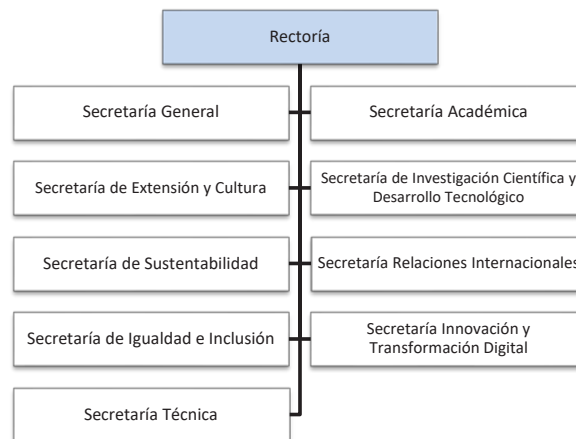 Rectoría
Secretaría General
Secretaría Académica
Secretaría de Extensión y Cultura
Secretaría de Investigación Científica y
Desarrollo Tecnológico
Secretaría de Sustentabilidad
Secretaría Relaciones Internacionales
Secretaría de Igualdad e Inclusión
Secretaría Innovación y
Transformación Digital
Secretaría Técnica